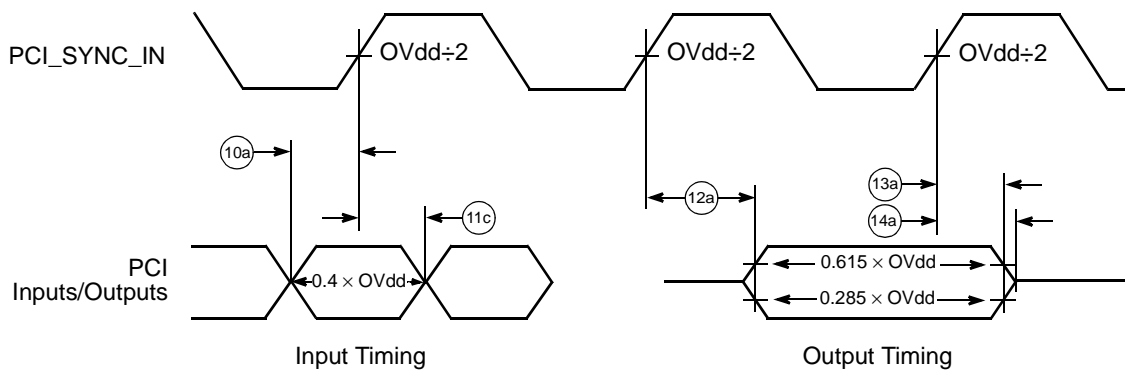 PCI_SYNC_IN
OVdd÷2
OVdd÷2
OVdd÷2
10a
11c
12a
13a
14a
PCI
Inputs/Outputs
0.4 × OVdd
0.615 × OVdd
0.285 × OVdd
Input Timing
Output Timing